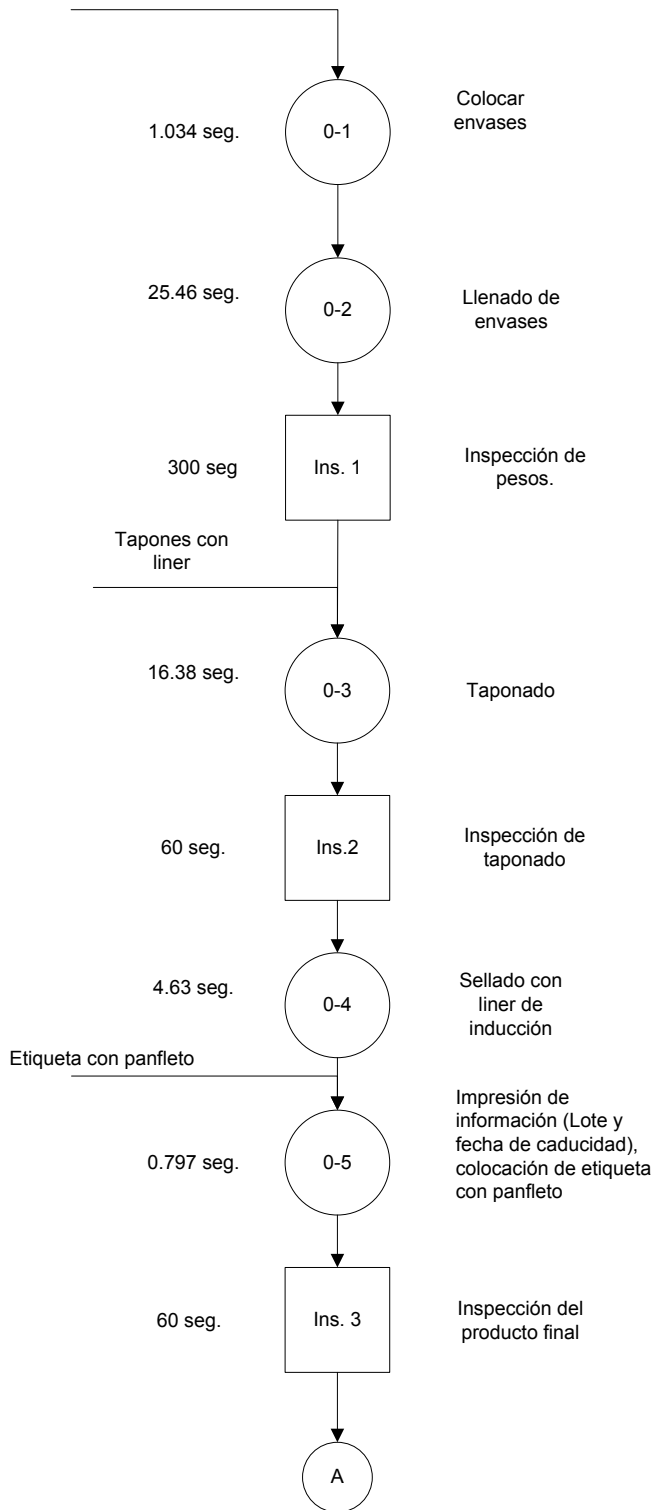 1.034 seg.
0-1
Colocar
envases
25.46 seg.
0-2
Llenado de
envases
300 seg
Ins. 1
Inspección de
pesos.
Tapones con
liner
16.38 seg.
0-3
Taponado
60 seg.
Ins.2
Inspección de
taponado
4.63 seg.
0-4
Sellado con
liner de
inducción
Etiqueta con panfleto
0.797 seg.
0-5
Impresión de
información (Lote y
fecha de caducidad),
colocación de etiqueta
con panfleto
60 seg.
Ins. 3
Inspección del
producto final
A